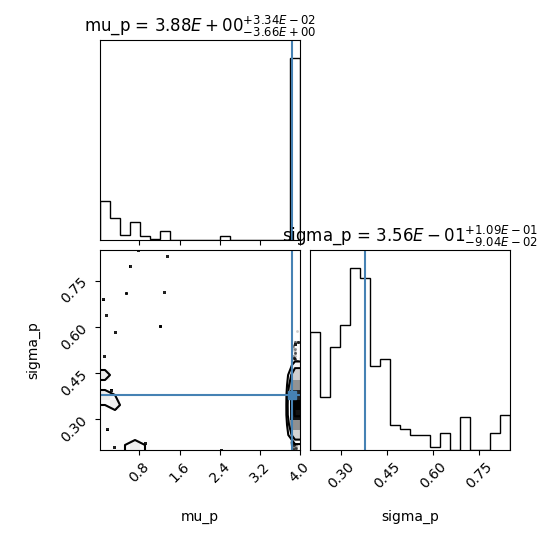 mu_p = 3.88E + 00+3.34E − 02 −3.66E + 00
sigma_p = 3.56E − 01+1.09E − 01 −9.04E − 02
sigma_p
0.75
0.60
0.45
0.30
0.8 1.6 2.4 3.2 4.0
mu_p
0.30 0.45 0.60 0.75
sigma_p